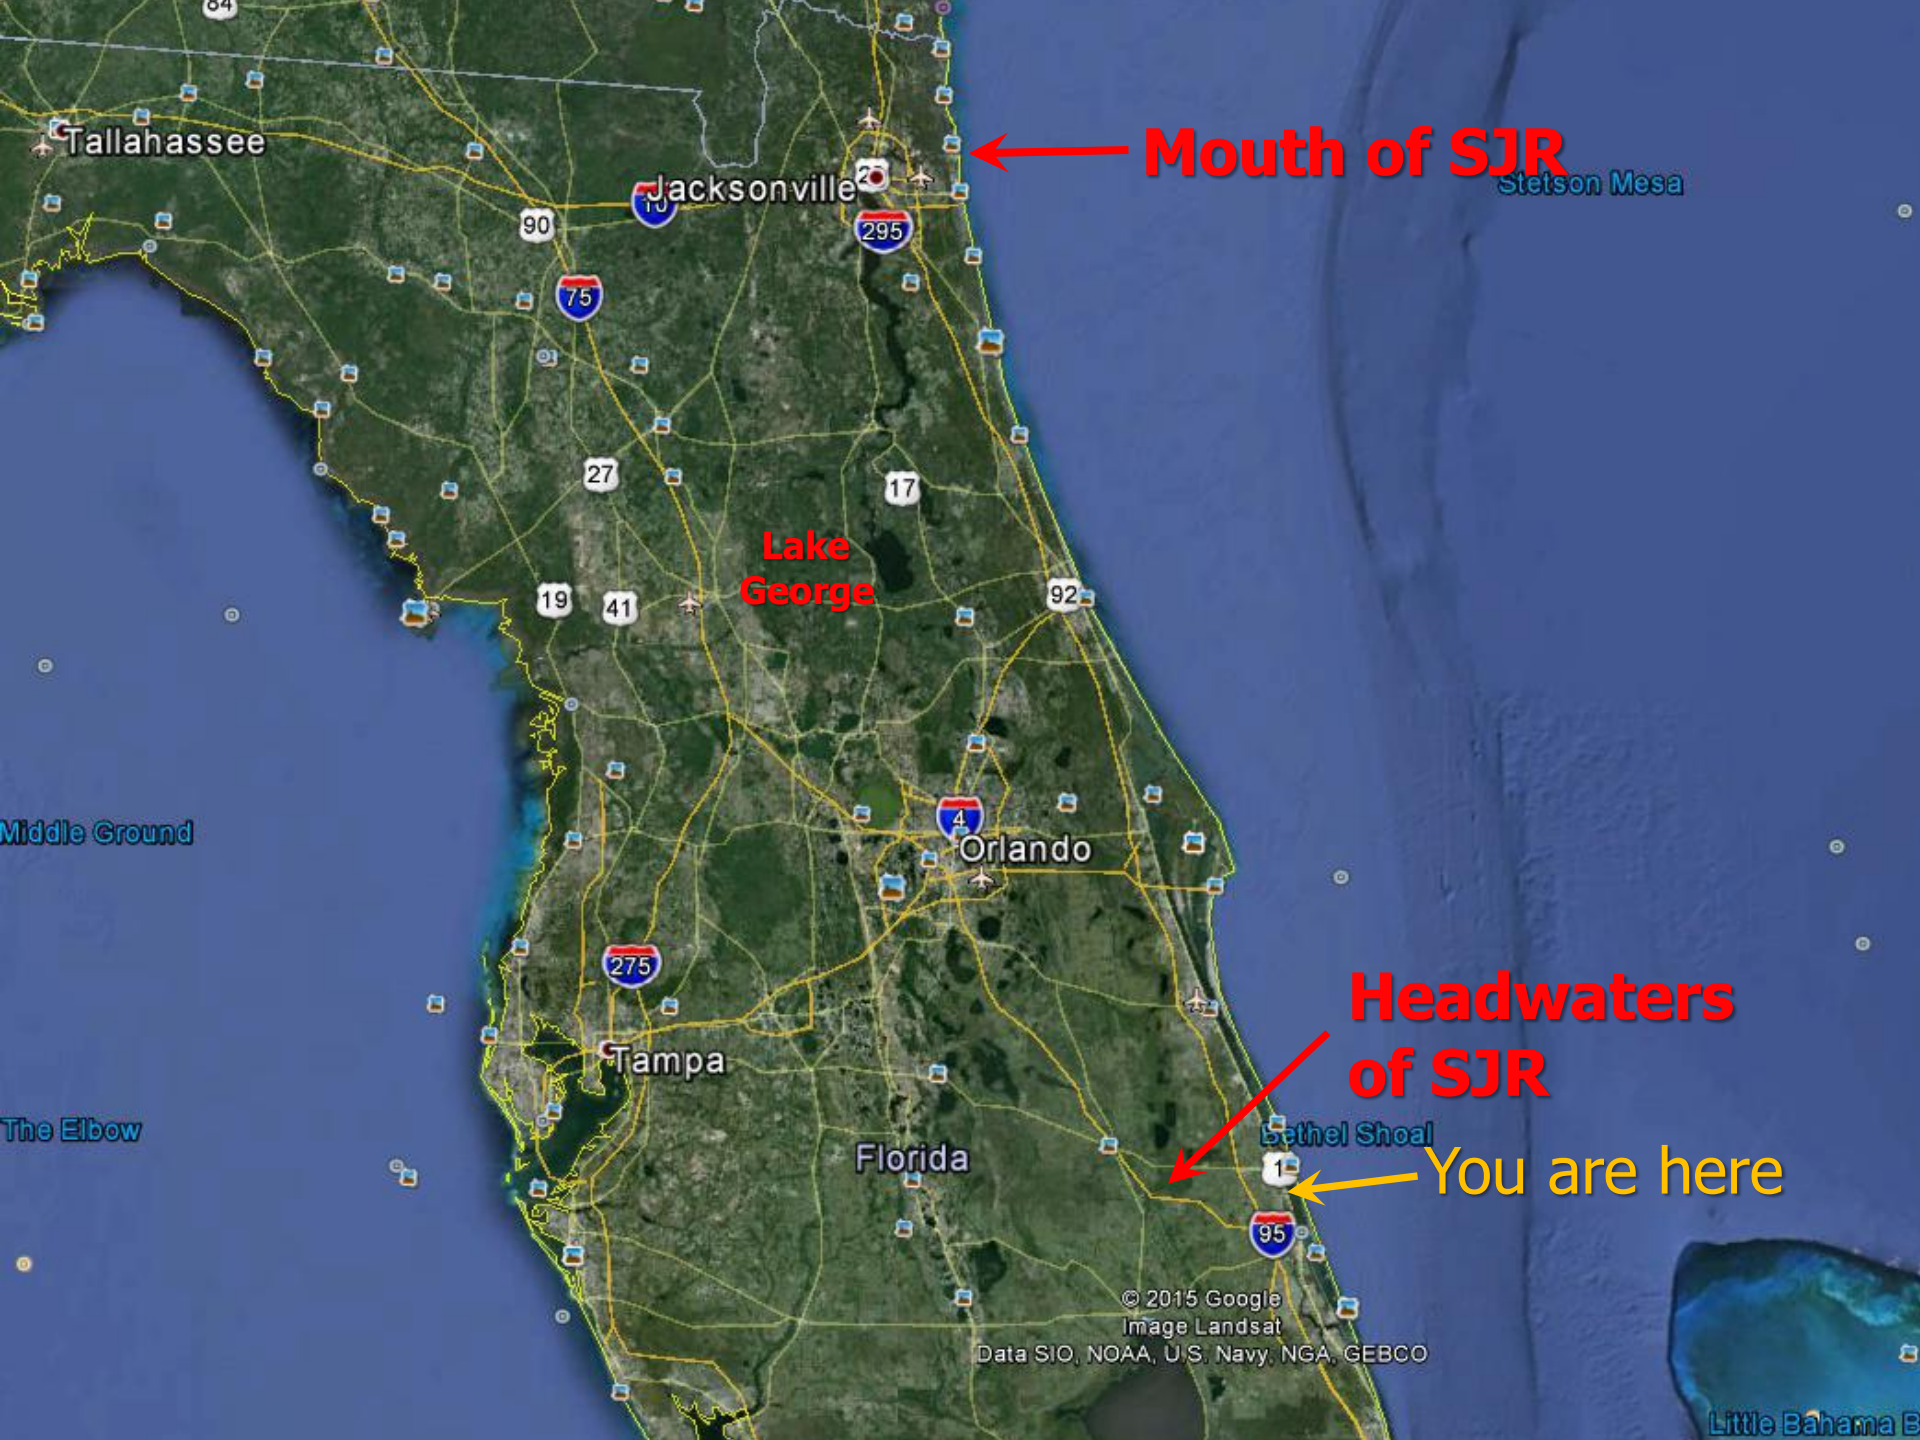 84
Tallahassee
Mouth of SJR
Stetson Mesa
Jacksonville
10
295
90
75
27
17
Lake
George
19
41
92
Middle Ground
4
Orlando
275
Headwaters
of SJR
Tampa
The Elbow
Bethel Shoal
Florida
1
You are here
95
© 2015 Google
Image Landsat
Data SIO, NOAA, U.S. Navy, NGA, GEBCO
Little Bahama B